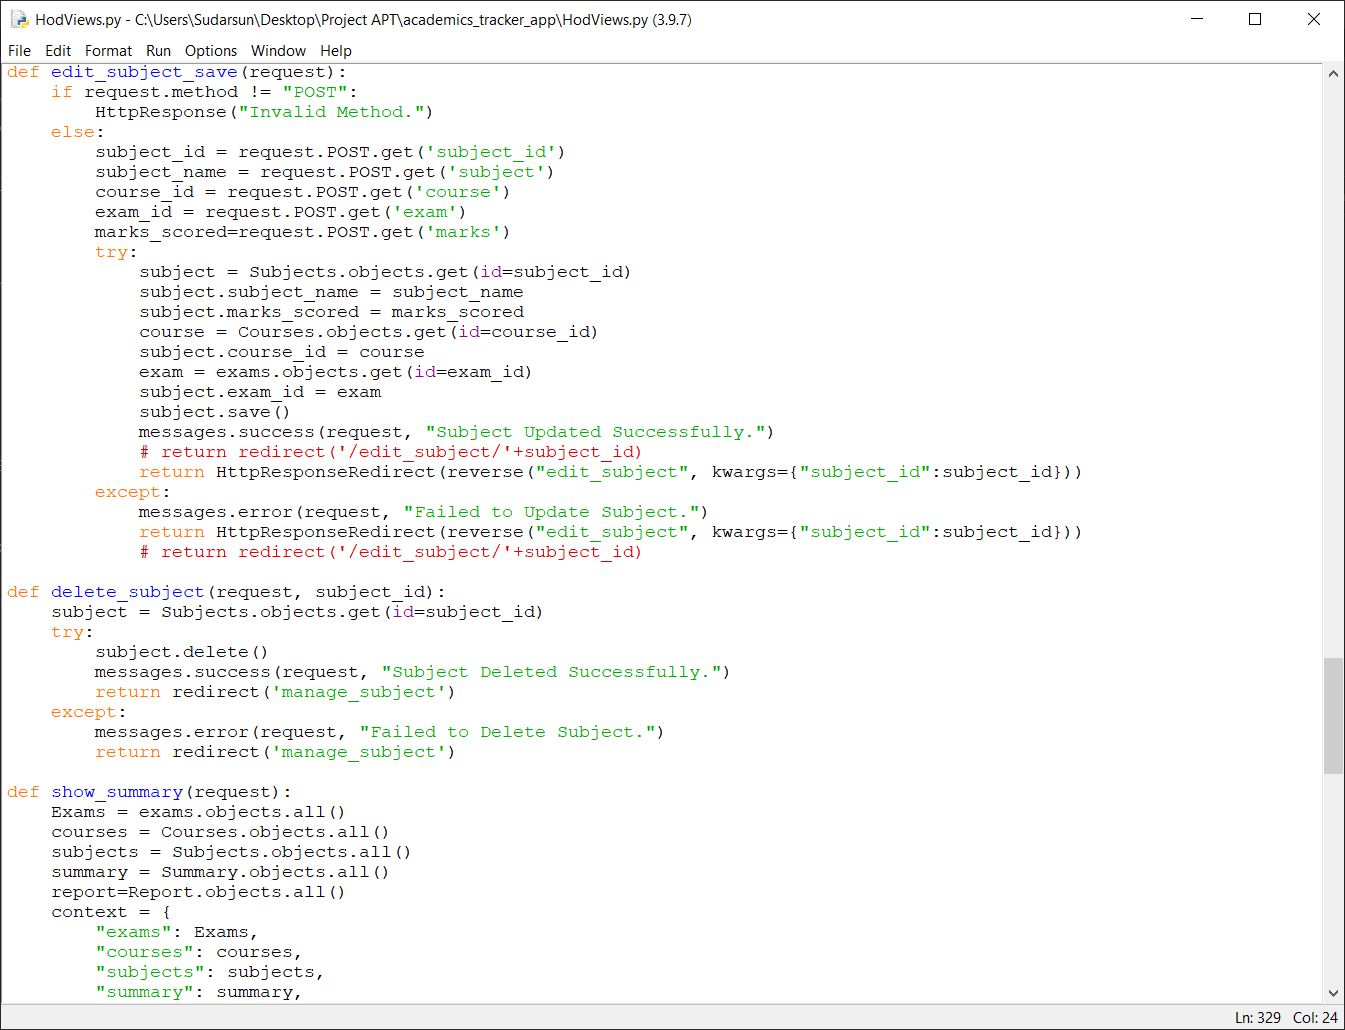 HodViews.py - C:\Users\Sudarsun\Desktop\Project APT\academics_tracker_app\HodViews.py (3.9.7)
File Edit Format Run Options Window Help
def edit_subject_save(request):
    if request.method != "POST":
        HttpResponse("Invalid Method.")
    else:
        subject_id = request.POST.get('subject_id')
        subject_name = request.POST.get('subject')
        course_id = request.POST.get('course')
        exam_id = request.POST.get('exam')
        marks_scored=request.POST.get('marks')
        try:
            subject = Subjects.objects.get(id=subject_id)
            subject.subject_name = subject_name
            subject.marks_scored = marks_scored
            course = Courses.objects.get(id=course_id)
            subject.course_id = course
            exam = exams.objects.get(id=exam_id)
            subject.exam_id = exam
            subject.save()
            messages.success(request, "Subject Updated Successfully.")
            # return redirect('/edit_subject/'+subject_id)
            return HttpResponseRedirect(reverse("edit_subject", kwargs={"subject_id":subject_id}))
        except:
            messages.error(request, "Failed to Update Subject.")
            return HttpResponseRedirect(reverse("edit_subject", kwargs={"subject_id":subject_id}))
            # return redirect('/edit_subject/'+subject_id)

def delete_subject(request, subject_id):
    subject = Subjects.objects.get(id=subject_id)
    try:
        subject.delete()
        messages.success(request, "Subject Deleted Successfully.")
        return redirect('manage_subject')
    except:
        messages.error(request, "Failed to Delete Subject.")
        return redirect('manage_subject')

def show_summary(request):
    Exams = exams.objects.all()
    courses = Courses.objects.all()
    subjects = Subjects.objects.all()
    summary = Summary.objects.all()
    report=Report.objects.all()
    context = {
        "exams": Exams,
        "courses": courses,
        "subjects": subjects,
        "summary": summary,
Ln: 329 Col: 24